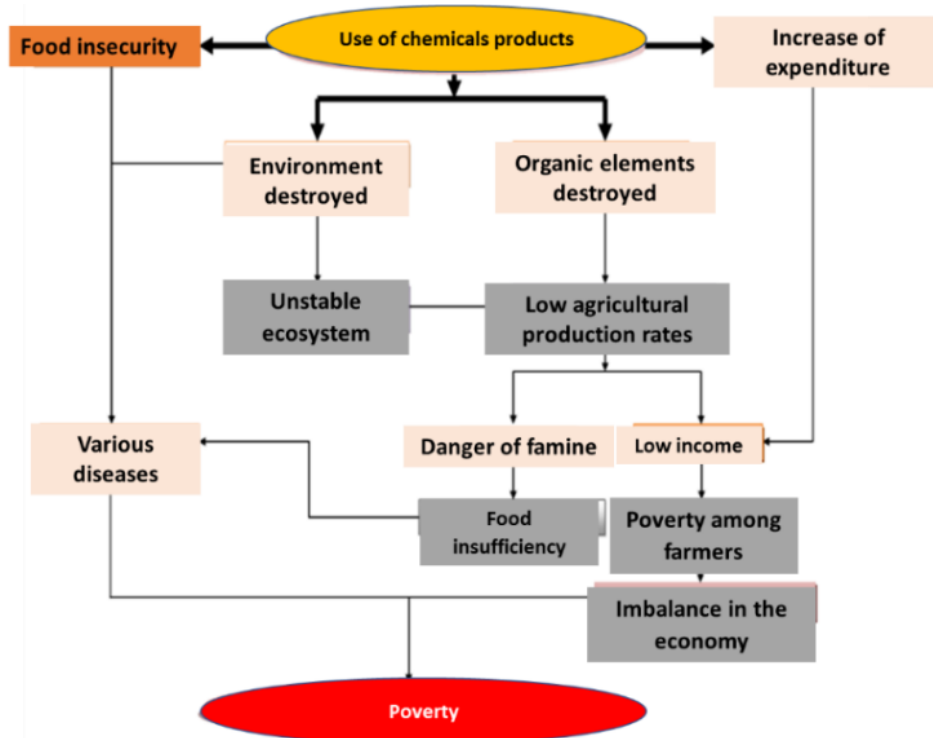 Food insecurity
Use of chemicals products
Increase of
expenditure
Environment
destroyed
Organic elements
destroyed
Unstable
ecosystem
Low agricultural
production rates
Various
diseases
Danger of famine
Low income
Food
insufficiency
Poverty among
farmers
Imbalance in the
economy
Poverty